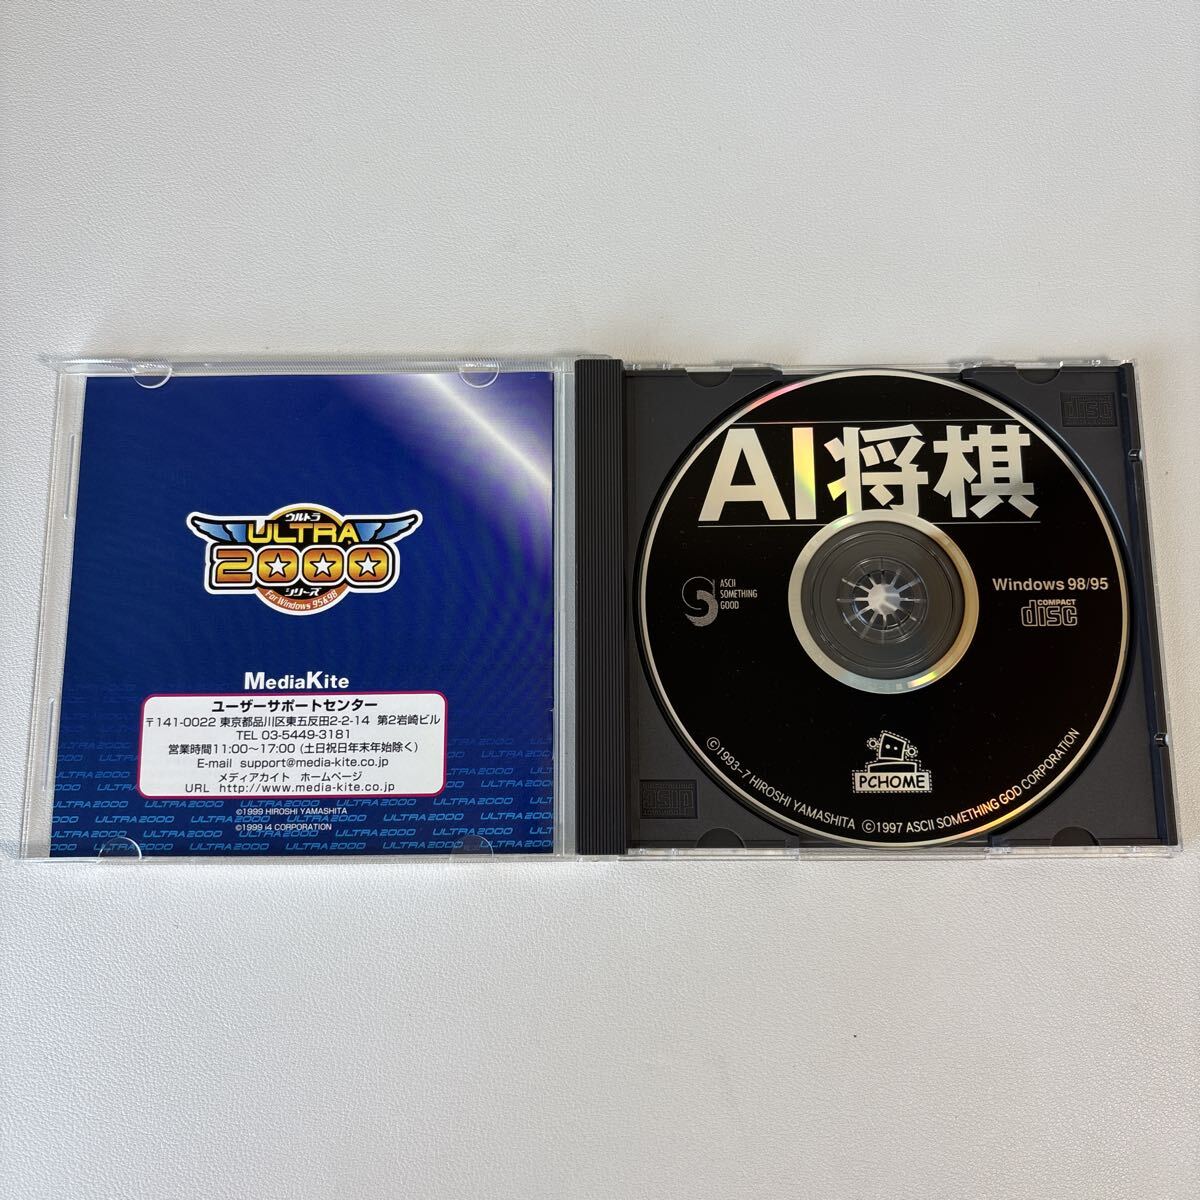 ウルトラ
ULTRA
2000
シリーズ
For Windows 95&98
MediaKite
ユーザーサポートセンター
〒141-0022 東京都品川区東五反田2-2-14 第2岩崎ビル
TEL 03-5449-3181
営業時間11:00〜17:00 (土日祝日年末年始除く)
E-mail support@media-kite.co.jp
メディアカイト ホームページ
URL http://www.media-kite.co.jp
©1999 HIROSHI YAMASHITA
©1999 i4 CORPORATION
AI将棋
ASCII
SOMETHING
GOOD
Windows 98/95
COMPACT
disc
PCHOME
©1993-7 HIROSHI YAMASHITA ©1997 ASCII SOMETHING GOOD CORPORATION
disc